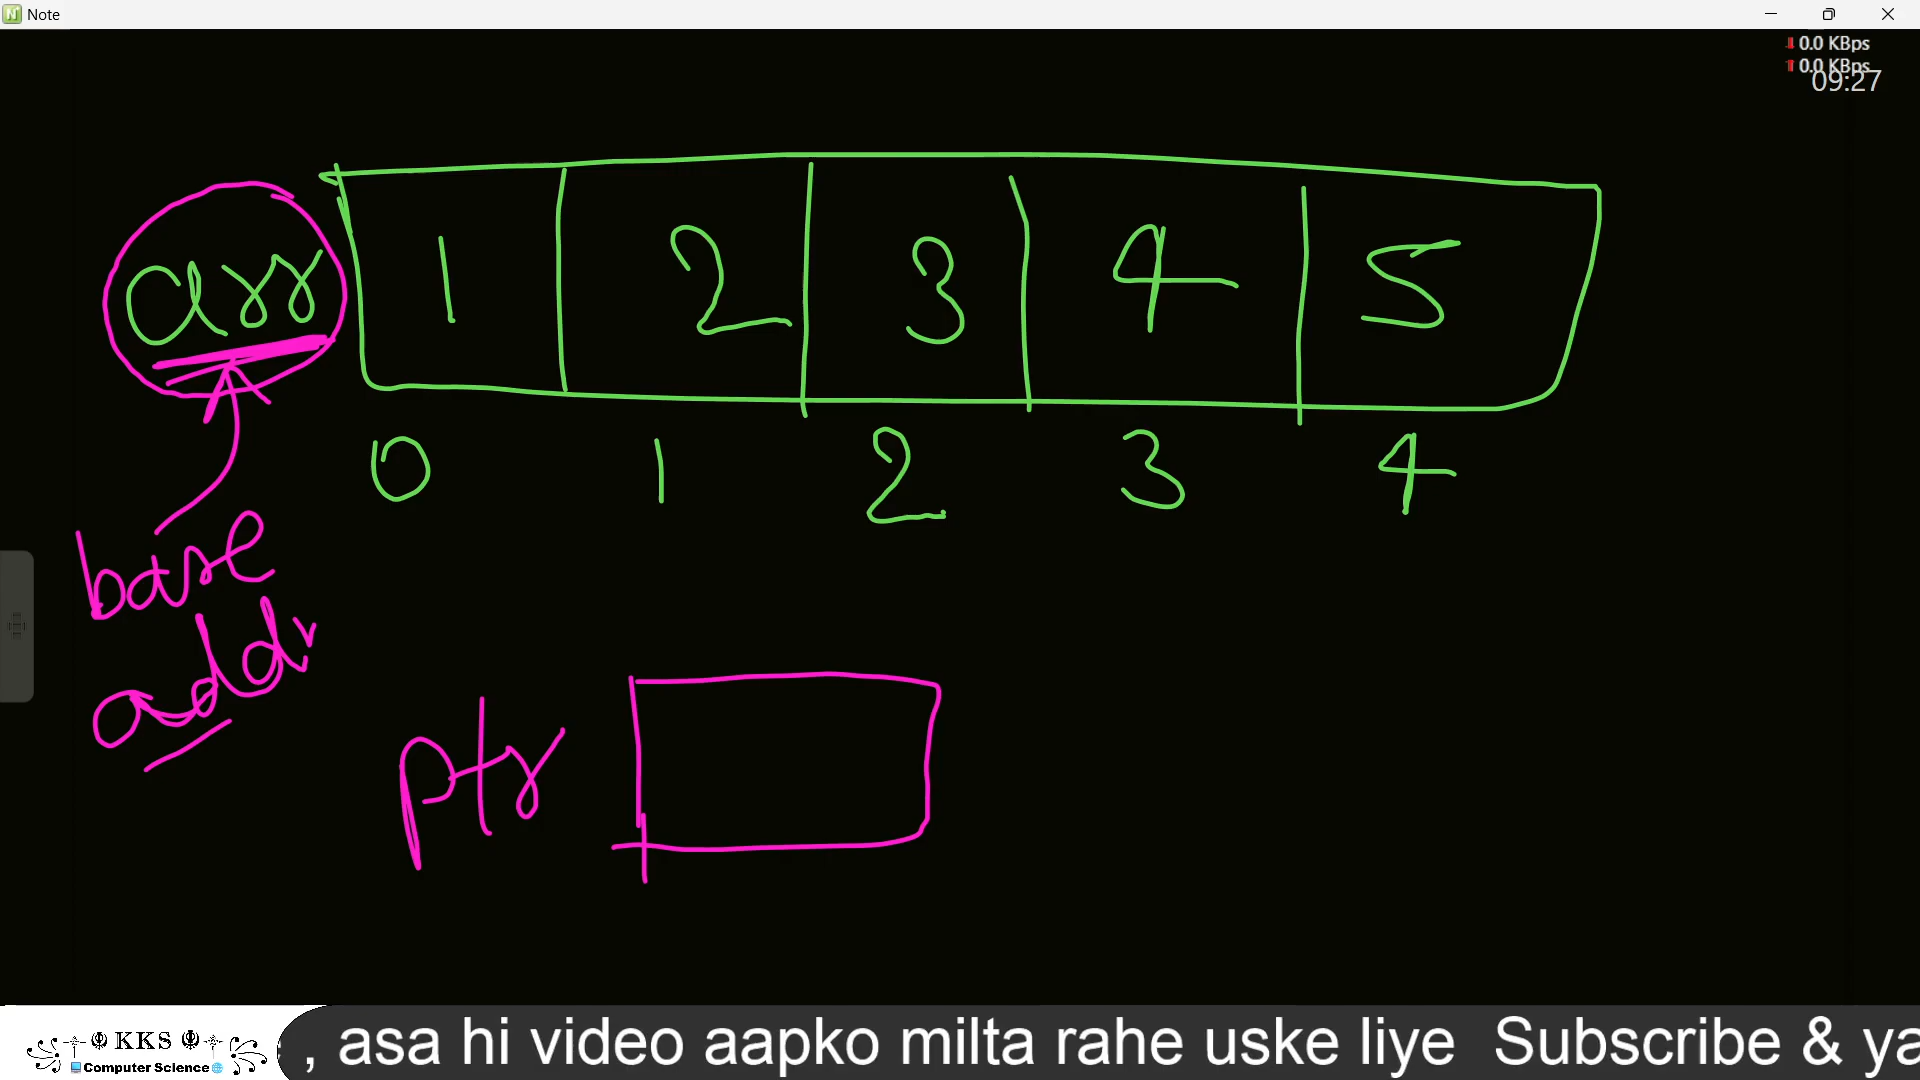 Note
0.0 KBps
0.0 KBps
09:27
arr 1 2 3 4 5
0 1 2 3 4
base
addr
ptr
KKS
Computer Science
, asa hi video aapko milta rahe uske liye Subscribe & ya